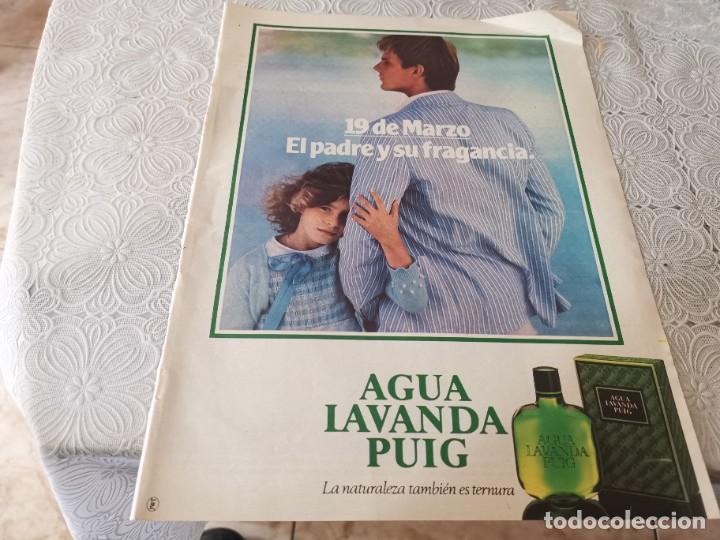 19 de Marzo
El padre y su fragancia.
AGUA
LAVANDA
PUIG
La naturaleza también es ternura
AGUA
LAVANDA
PUIG
AGUA
LAVANDA
PUIG
todocoleccion